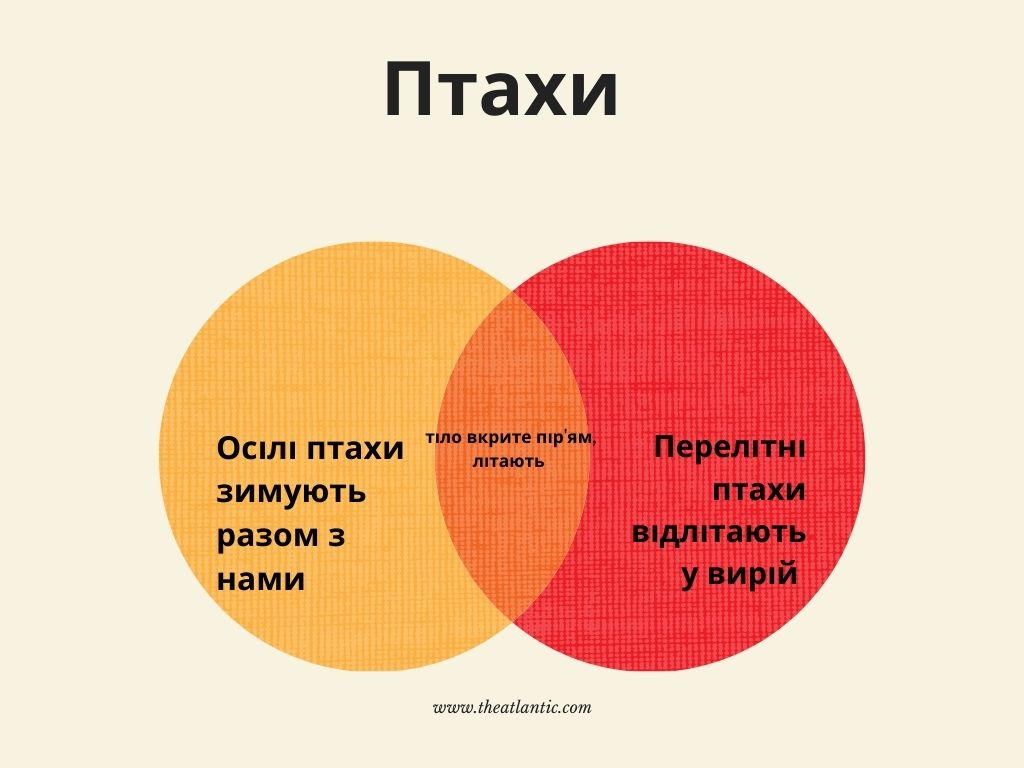 Птахи
Осілі птахи
зимують
разом з
нами
тіло вкрите пір'ям,
літають
Перелітні
птахи
відлітають
у вирій
www.theatlantic.com